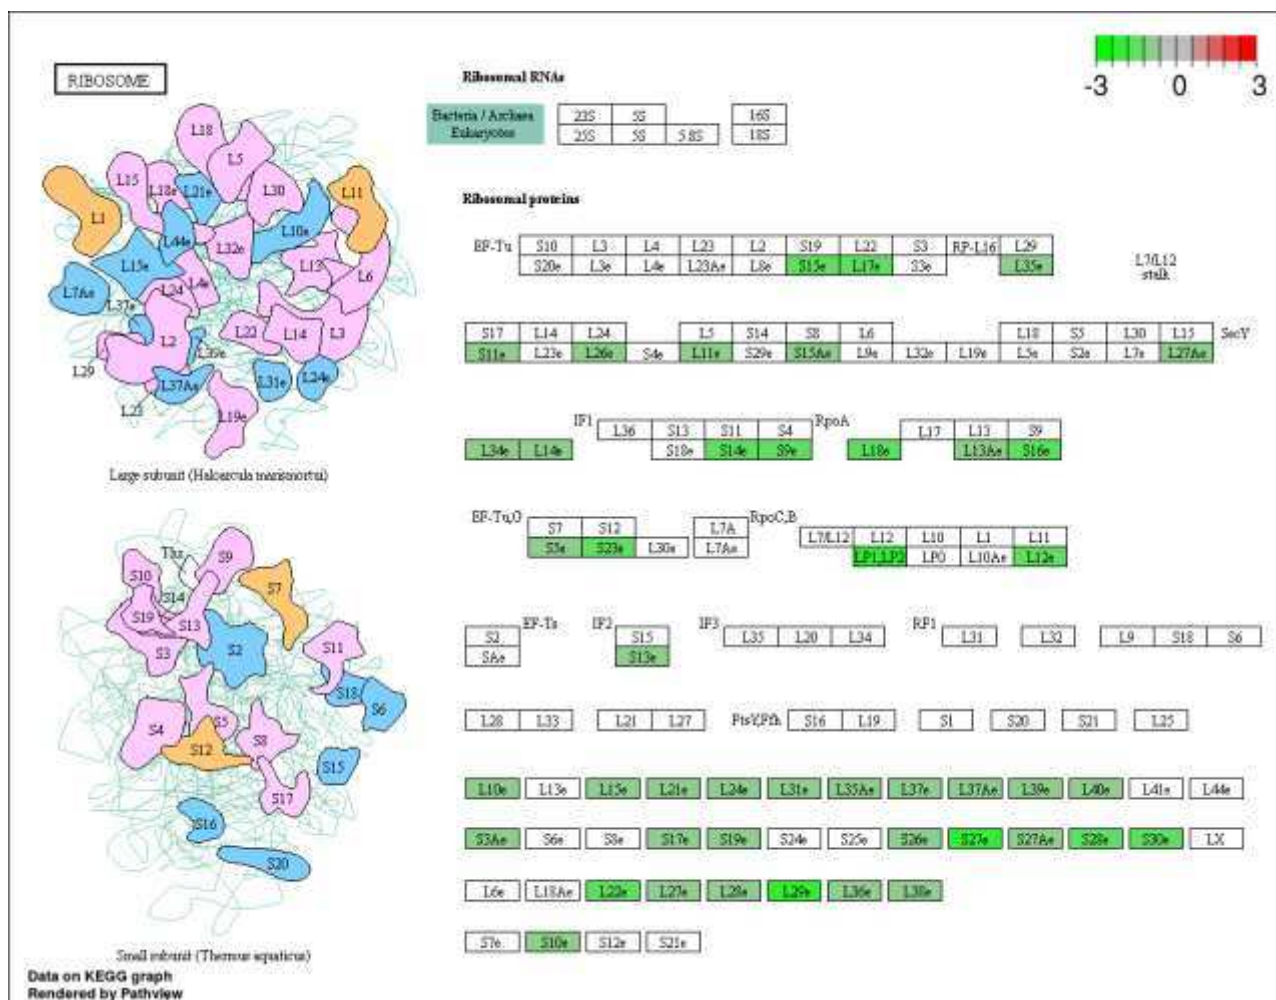 RIBOSOME
-3 0 3
Ribosomal RNAs
Bacteria / Archaea 23S 5S 16S
Eukaryotes 25S 5S 5.8S 18S
Ribosomal proteins
EF-Tu S10 L3 L4 L23 L2 S19 L22 S3 RP-L16 L29
S20e L3e L4e L23Ae L8e S15e L17e S3e L35e
L7/L12
stalk
S17 L14 L24 L5 S14 S8 L6 L18 S5 L30 L15 SecY
S11e L23e L26e S4e L11e S29e S15Ae L9e L32e L19e L5e S2e L7e L27Ae
IF1 L36 S13 S11 S4 RpoA L17 L13 S9
L34e L14e S18e S14e S9e L18e L13Ae S16e
EF-Tu,G S7 S12 L7A RpoC,B L7/L12 L12 L10 L1 L11
S5e S23e L30e L7Ae LP1,LP2 LP0 L10Ae L12e
S2 EF-Ts IF2 S15 IF3 L35 L20 L34 RF1 L31 L32 L9 S18 S6
SAe S13e
L28 L33 L21 L27 FtsY,Ffh S16 L19 S1 S20 S21 L25
L10e L13e L15e L21e L24e L31e L35Ae L37e L37Ae L39e L40e L41e L44e
S3Ae S6e S8e S17e S19e S24e S25e S26e S27e S27Ae S28e S30e LX
L6e L18Ae L22e L27e L28e L29e L36e L38e
S7e S10e S12e S21e
L18
L5
L15
L18e
L21e
L30
L11
L1
L44e
L32e
L10e
L15e
L13
L6
L7Ae
L37e
L24
L4e
L2
L22
L14
L3
L39e
L29
L37Ae
L31e
L24e
L23
L19e
Large subunit (Haloarcula marismortui)
Thx
S9
S10
S14
S7
S19
S13
S3
S2
S11
S18
S6
S4
S5
S12
S8
S15
S17
S16
S20
Small subunit (Thermus aquaticus)
Data on KEGG graph
Rendered by Pathview